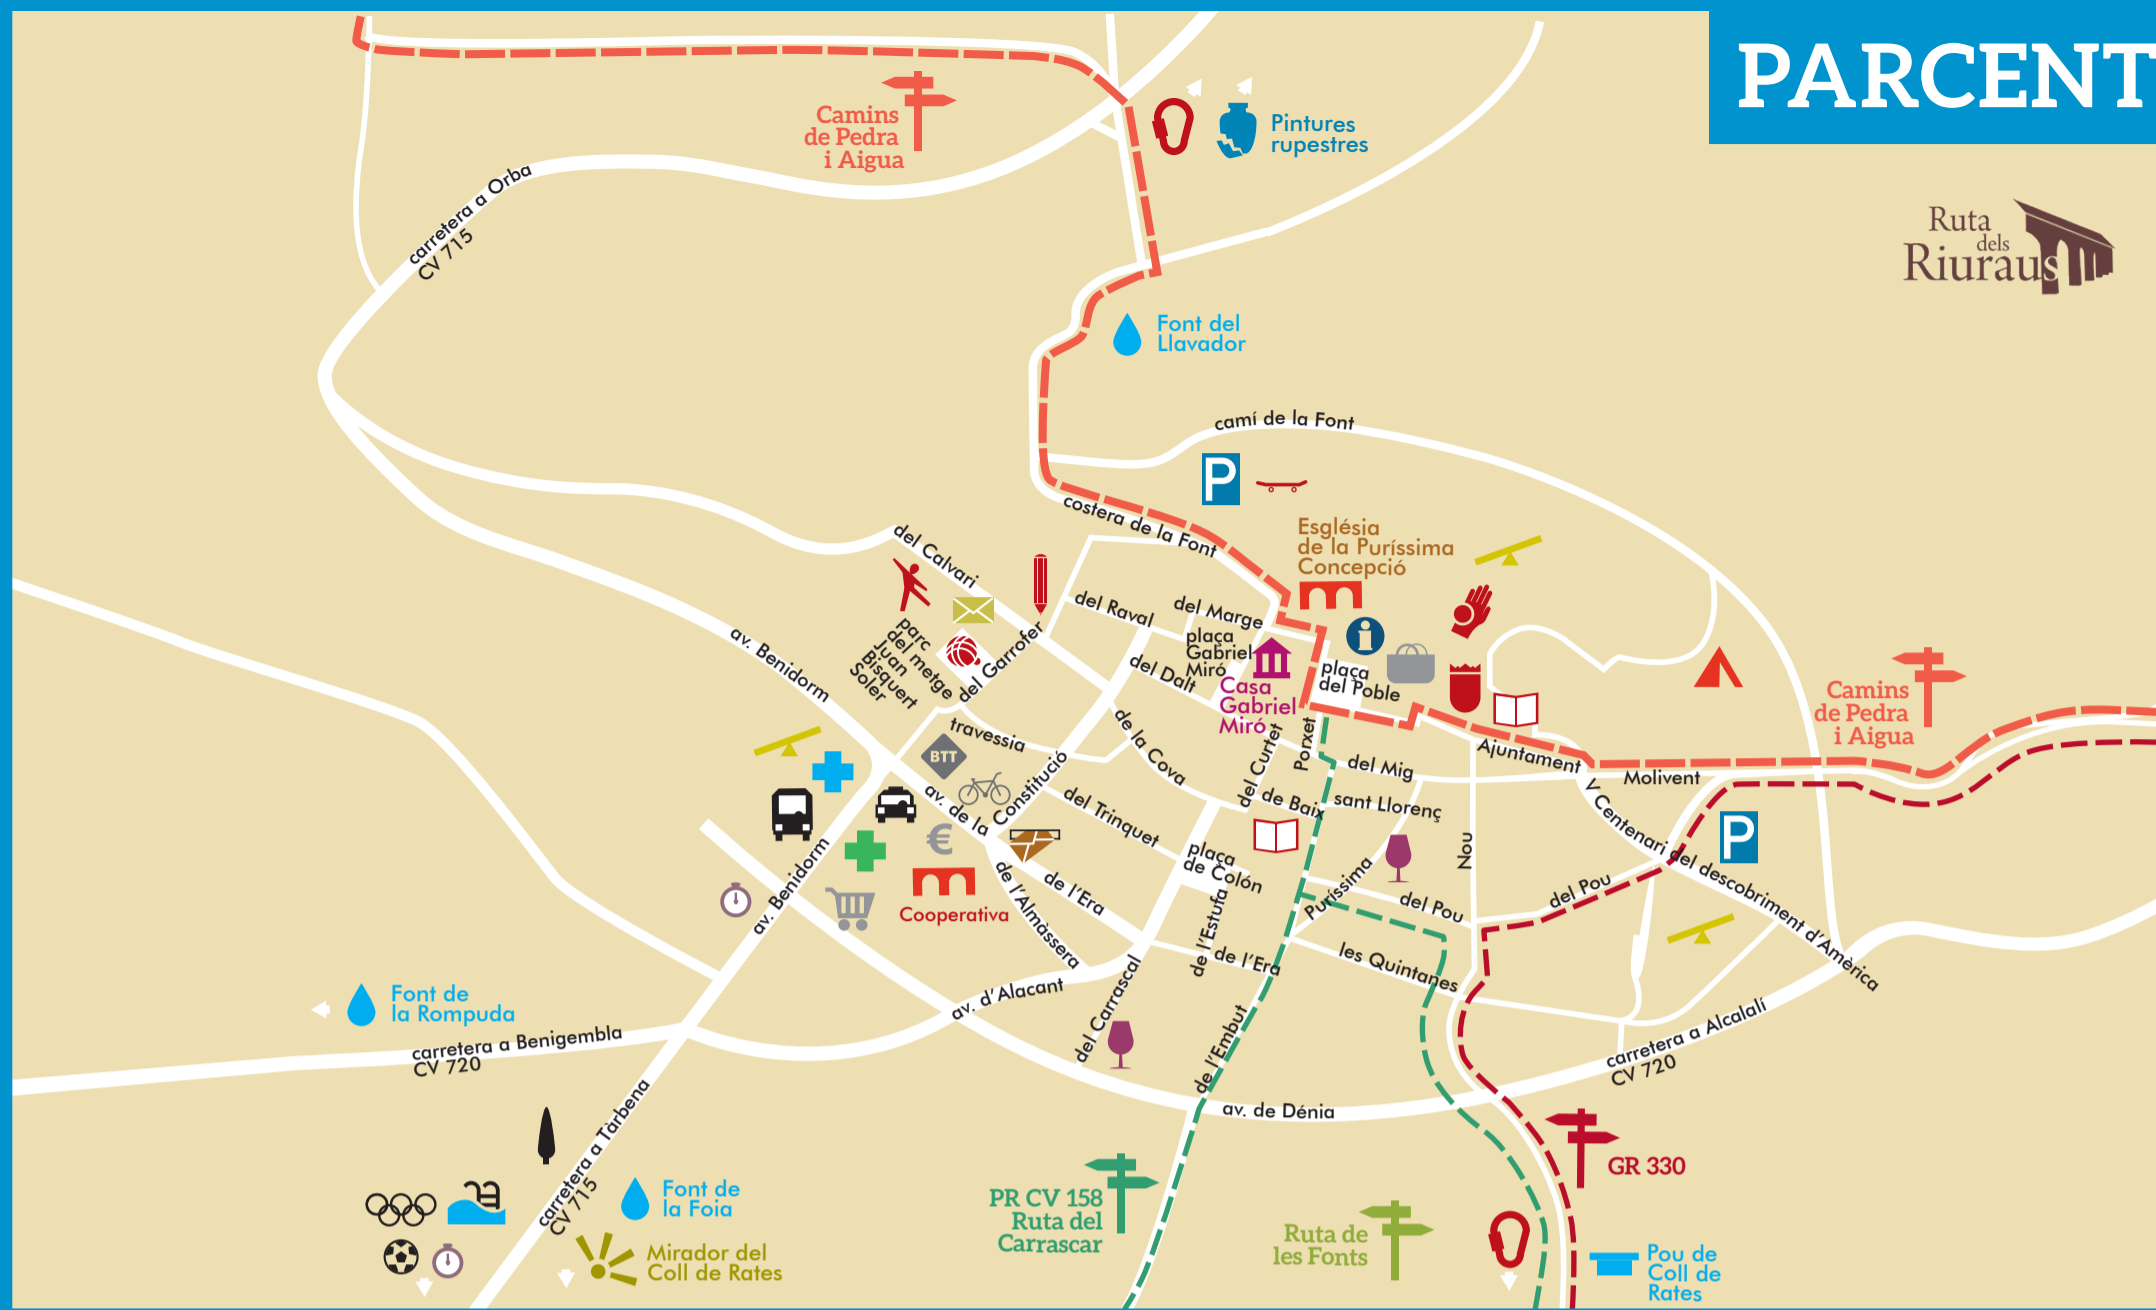 PARCENT
Camins
de Pedra
i Aigua
Pintures
rupestres
carretera a Orba
CV 715
Ruta
dels
Riuraus
Font del
Llavador
camí de la Font
P
costera de la Font
Església
de la Puríssima
Concepció
del Calvari
del Raval
del Marge
plaça
Gabriel
Miró
i
av. Benidorm
parc
del metge
Juan
Bisquert
Soler
del Garrofer
del Dalt
Casa
Gabriel
Miró
plaça
del Poble
Camins
de Pedra
i Aigua
travessia
BTT
de la Cova
del Curtet
Porxet
del Mig
Ajuntament
Molivent
av. de la
Constitució
del Trinquet
de Baix
sant Llorenç
V Centenari del descobriment d'Amèrica
P
€
Cooperativa
av. Benidorm
de l'Almàssera
de l'Era
plaça
de Colón
de l'Estufa
Puríssima
Nou
del Pou
del Pou
de l'Era
les Quintanes
Font de
la Rompuda
av. d'Alacant
del Carrascal
de l'Embut
carretera a Benigembla
CV 720
carretera a Alcalalí
CV 720
av. de Dénia
carretera a Tàrbena
CV 715
Font de
la Foia
Mirador del
Coll de Rates
PR CV 158
Ruta del
Carrascar
Ruta de
les Fonts
GR 330
Pou de
Coll de
Rates